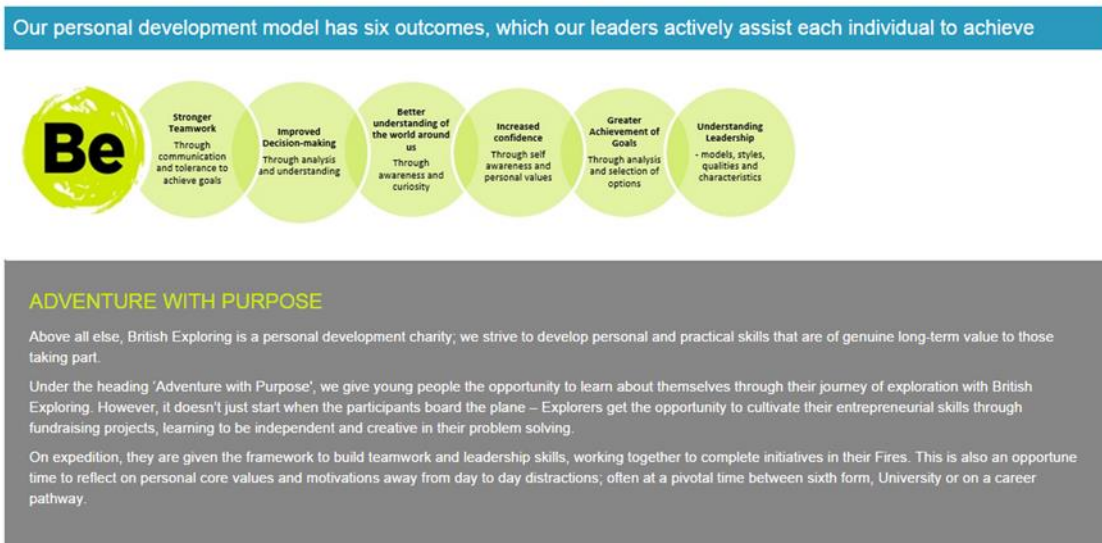 Our personal development model has six outcomes, which our leaders actively assist each individual to achieve
Be
Stronger
Teamwork
Through
communication
and tolerance to
achieve goals
Improved
Decision-making
Through analysis
and understanding
Better
understanding of
the world around
us
Through
awareness and
curiosity
Increased
confidence
Through self
awareness and
personal values
Greater
Achievement of
Goals
Through analysis
and selection of
options
Understanding
Leadership
- models, styles,
qualities and
characteristics
ADVENTURE WITH PURPOSE
Above all else, British Exploring is a personal development charity; we strive to develop personal and practical skills that are of genuine long-term value to those
taking part.
Under the heading 'Adventure with Purpose', we give young people the opportunity to learn about themselves through their journey of exploration with British
Exploring. However, it doesn't just start when the participants board the plane – Explorers get the opportunity to cultivate their entrepreneurial skills through
fundraising projects, learning to be independent and creative in their problem solving.
On expedition, they are given the framework to build teamwork and leadership skills, working together to complete initiatives in their Fires. This is also an opportune
time to reflect on personal core values and motivations away from day to day distractions; often at a pivotal time between sixth form, University or on a career
pathway.